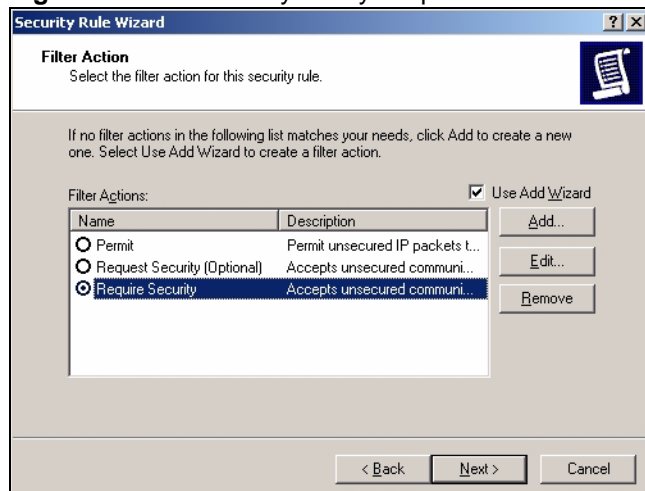 Security Rule Wizard
Filter Action
Select the filter action for this security rule.
If no filter actions in the following list matches your needs, click Add to create a new
one. Select Use Add Wizard to create a filter action.
Filter Actions:
Use Add Wizard
Name Description
Permit Permit unsecured IP packets t...
Request Security (Optional) Accepts unsecured communi...
Require Security Accepts unsecured communi...
Add...
Edit...
Remove
< Back Next > Cancel